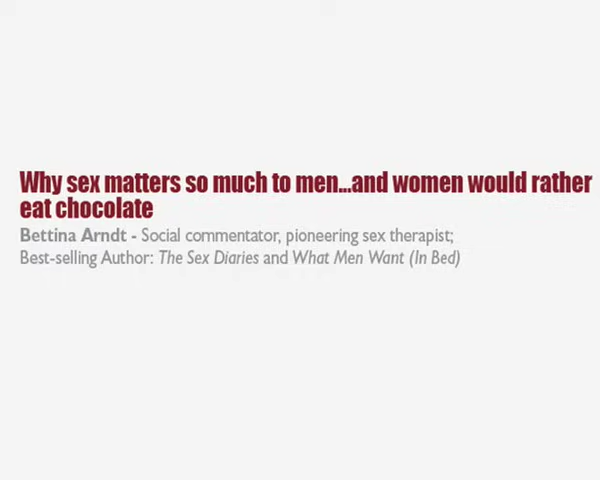 Why sex matters so much to men...and women would rather
eat chocolate
Bettina Arndt - Social commentator, pioneering sex therapist;
Best-selling Author: The Sex Diaries and What Men Want (In Bed)